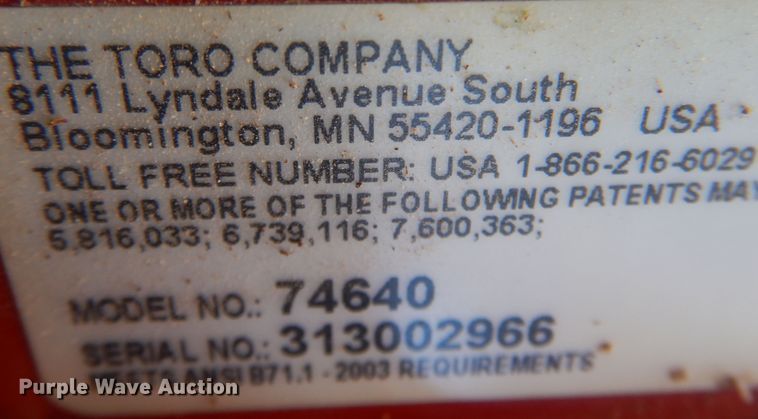 THE TORO COMPANY
8111 Lyndale Avenue South
Bloomington, MN 55420-1196 USA
TOLL FREE NUMBER: USA 1-866-216-6029
ONE OR MORE OF THE FOLLOWING PATENTS MAY
5,816,033; 6,739,116; 7,600,363;
MODEL NO.: 74640
SERIAL NO.: 313002966
MEETS ANSI B71.1 - 2003 REQUIREMENTS
Purple Wave Auction